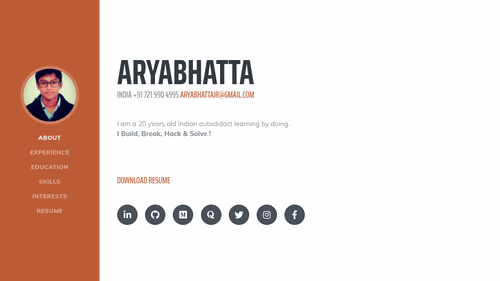 ABOUT
EXPERIENCE
EDUCATION
SKILLS
INTERESTS
RESUME
ARYABHATTA
INDIA +91 721 990 4995 ARYABHATTAIR@GMAIL.COM
I am a 20 years old Indian autodidact learning by doing.
I Build, Break, Hack & Solve !
DOWNLOAD RESUME